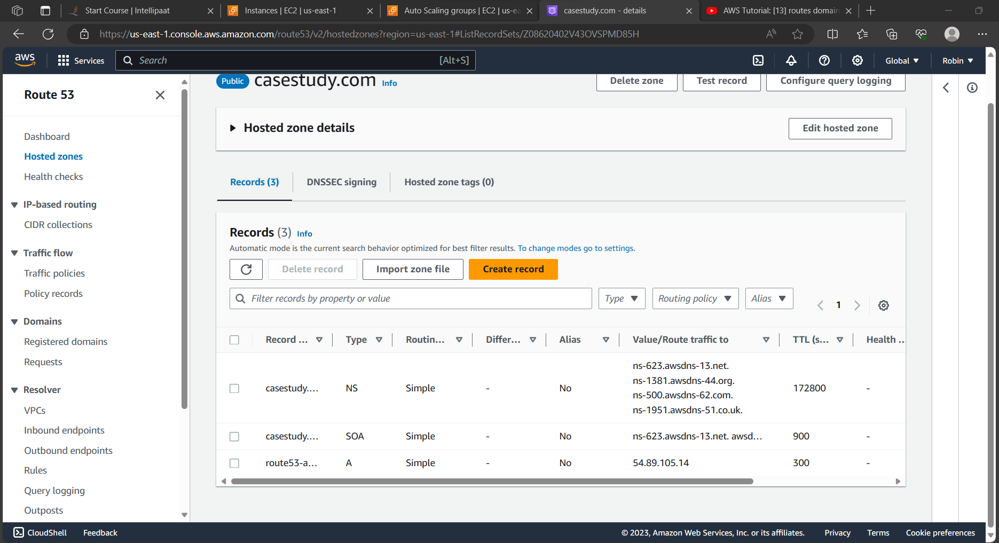 Start Course | Intellipaat
Instances | EC2 | us-east-1
Auto Scaling groups | EC2 | us-ea
casestudy.com - details
AWS Tutorial: [13] routes domain
https://us-east-1.console.aws.amazon.com/route53/v2/hostedzones?region=us-east-1#ListRecordSets/Z08620402V43OVSPMD85H
aws
Services
Search
[Alt+S]
Global
Robin
Route 53
Dashboard
Hosted zones
Health checks
IP-based routing
CIDR collections
Traffic flow
Traffic policies
Policy records
Domains
Registered domains
Requests
Resolver
VPCs
Inbound endpoints
Outbound endpoints
Rules
Query logging
Outposts
Public casestudy.com Info
Delete zone
Test record
Configure query logging
Hosted zone details
Edit hosted zone
Records (3)
DNSSEC signing
Hosted zone tags (0)
Records (3) Info
Automatic mode is the current search behavior optimized for best filter results. To change modes go to settings.
Delete record
Import zone file
Create record
Filter records by property or value
Type
Routing policy
Alias
1
Record ... Type Routin... Differ... Alias Value/Route traffic to TTL (s... Health ...
ns-623.awsdns-13.net.
ns-1381.awsdns-44.org.
casestudy.... NS Simple - No 172800 -
ns-500.awsdns-62.com.
ns-1951.awsdns-51.co.uk.
casestudy.... SOA Simple - No ns-623.awsdns-13.net. awsd... 900 -
route53-a... A Simple - No 54.89.105.14 300 -
CloudShell
Feedback
© 2023, Amazon Web Services, Inc. or its affiliates.
Privacy
Terms
Cookie preferences